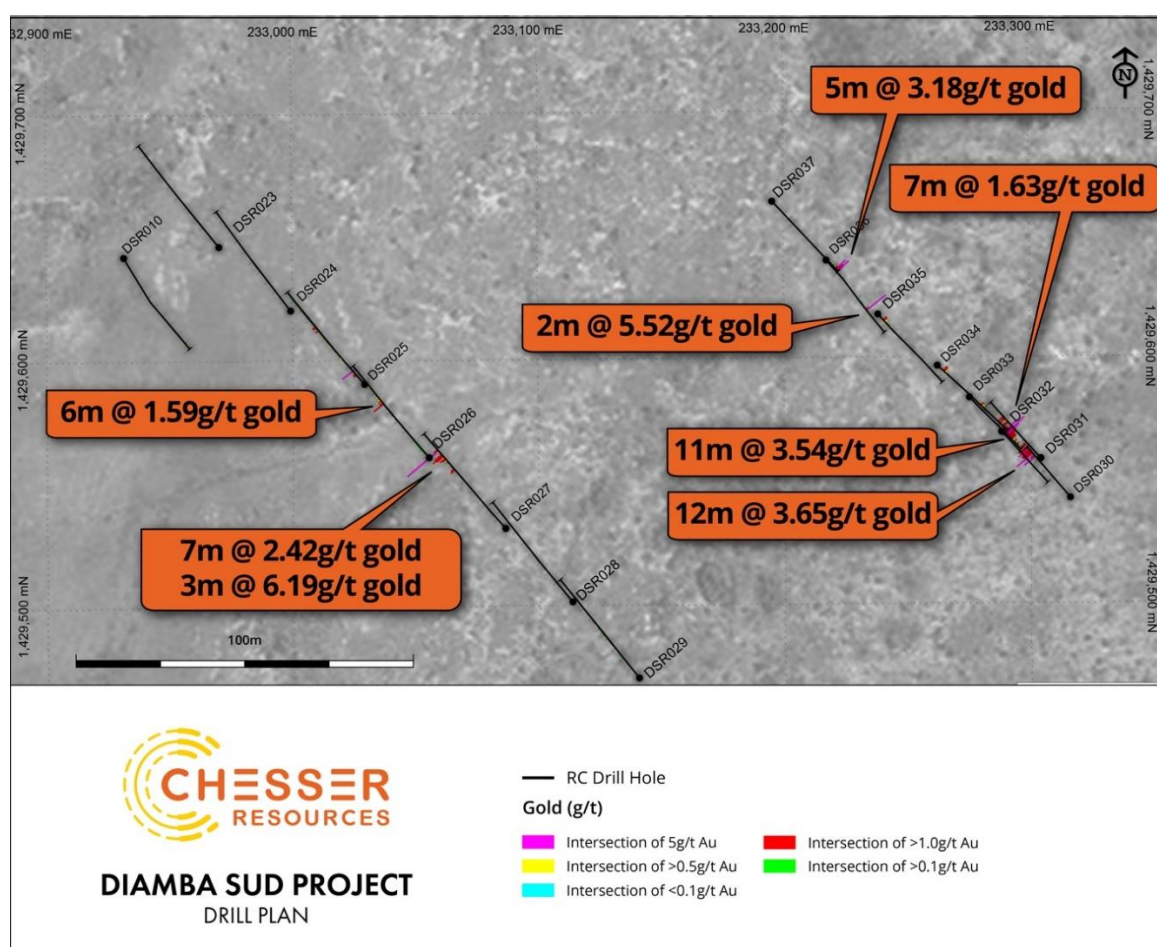 32,900 mE
233,000 mE
233,100 mE
233,200 mE
233,300 mE
1,429,700 mN
1,429,700 mN
N
5m @ 3.18g/t gold
7m @ 1.63g/t gold
DSR037
DSR010
DSR023
DSR036
DSR024
DSR035
2m @ 5.52g/t gold
1,429,600 mN
1,429,600 mN
DSR034
DSR025
DSR033
6m @ 1.59g/t gold
DSR032
DSR026
DSR031
11m @ 3.54g/t gold
DSR030
12m @ 3.65g/t gold
DSR027
7m @ 2.42g/t gold
3m @ 6.19g/t gold
DSR028
1,429,500 mN
1,429,500 mN
100m
DSR029
CHESSER
RESOURCES
DIAMBA SUD PROJECT
DRILL PLAN
RC Drill Hole
Gold (g/t)
Intersection of 5g/t Au
Intersection of >1.0g/t Au
Intersection of >0.5g/t Au
Intersection of >0.1g/t Au
Intersection of <0.1g/t Au